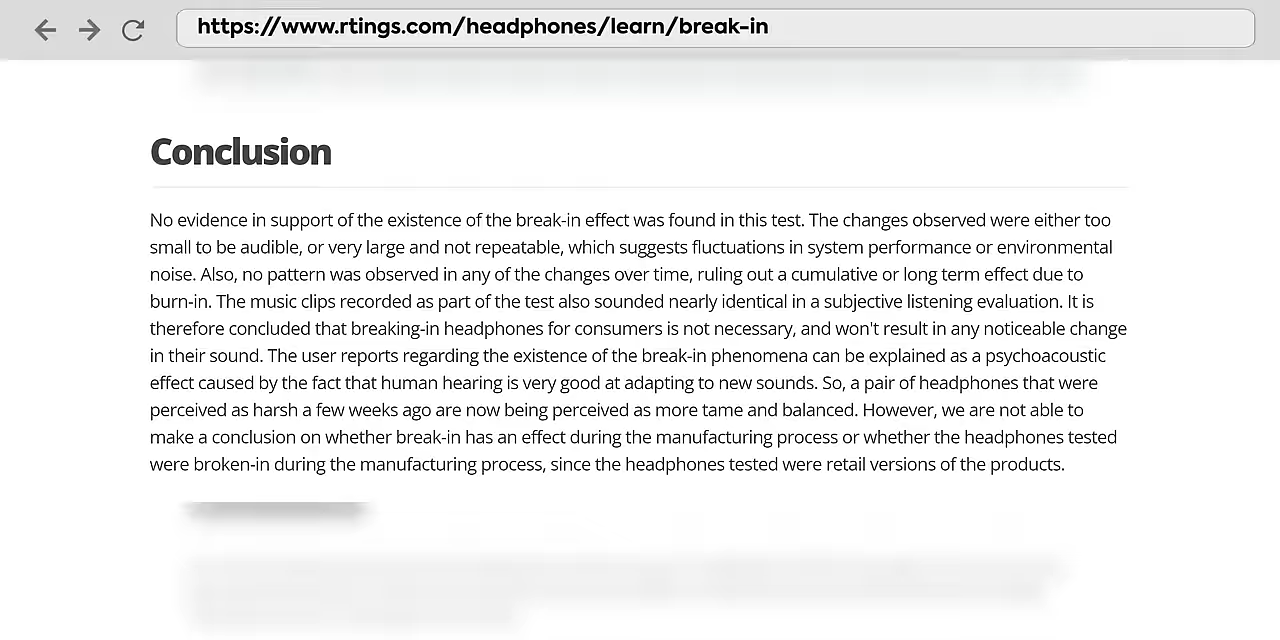 https://www.rtings.com/headphones/learn/break-in
Conclusion
No evidence in support of the existence of the break-in effect was found in this test. The changes observed were either too
small to be audible, or very large and not repeatable, which suggests fluctuations in system performance or environmental
noise. Also, no pattern was observed in any of the changes over time, ruling out a cumulative or long term effect due to
burn-in. The music clips recorded as part of the test also sounded nearly identical in a subjective listening evaluation. It is
therefore concluded that breaking-in headphones for consumers is not necessary, and won't result in any noticeable change
in their sound. The user reports regarding the existence of the break-in phenomena can be explained as a psychoacoustic
effect caused by the fact that human hearing is very good at adapting to new sounds. So, a pair of headphones that were
perceived as harsh a few weeks ago are now being perceived as more tame and balanced. However, we are not able to
make a conclusion on whether break-in has an effect during the manufacturing process or whether the headphones tested
were broken-in during the manufacturing process, since the headphones tested were retail versions of the products.